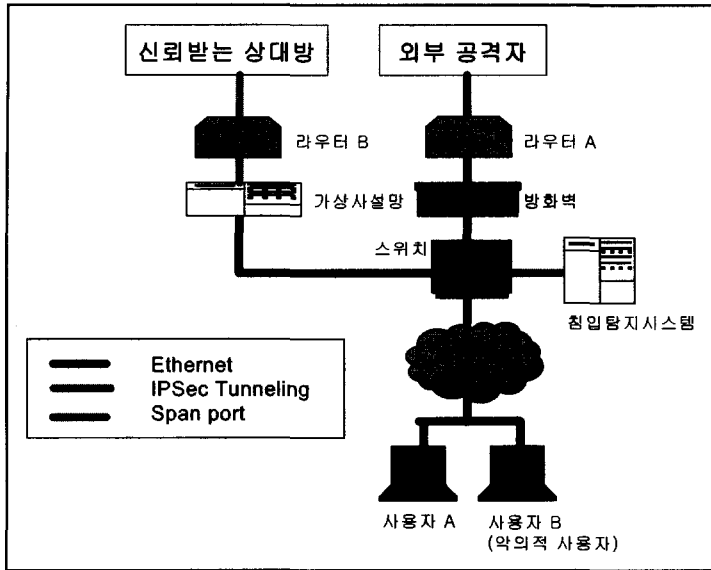 신뢰받는 상대방
외부 공격자
라우터 B
라우터 A
가상사설망
방화벽
스위치
침입탐지시스템
Ethernet
IPSec Tunneling
Span port
사용자 A
사용자 B
(악의적 사용자)